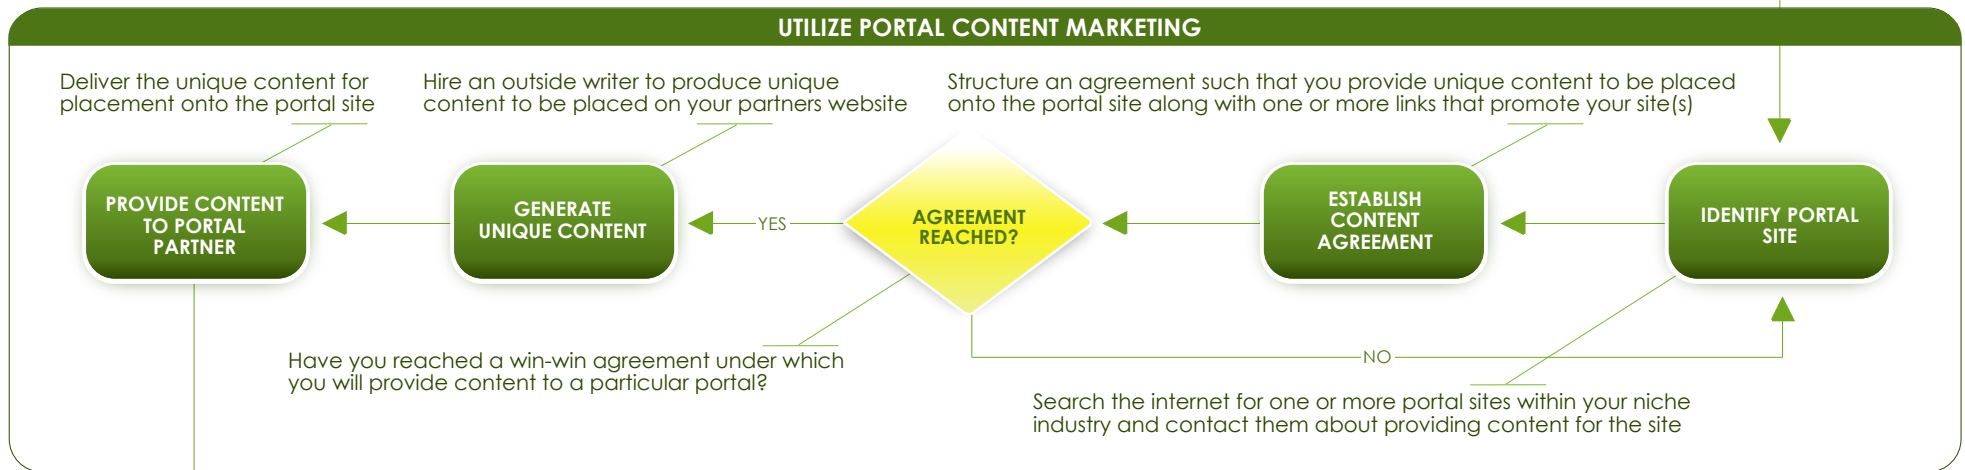 UTILIZE PORTAL CONTENT MARKETING
Deliver the unique content for
placement onto the portal site
Hire an outside writer to produce unique
content to be placed on your partners website
Structure an agreement such that you provide unique content to be placed
onto the portal site along with one or more links that promote your site(s)
PROVIDE CONTENT
TO PORTAL
PARTNER
GENERATE
UNIQUE CONTENT
YES
AGREEMENT
REACHED?
ESTABLISH
CONTENT
AGREEMENT
IDENTIFY PORTAL
SITE
Have you reached a win-win agreement under which
you will provide content to a particular portal?
NO
Search the internet for one or more portal sites within your niche
industry and contact them about providing content for the site